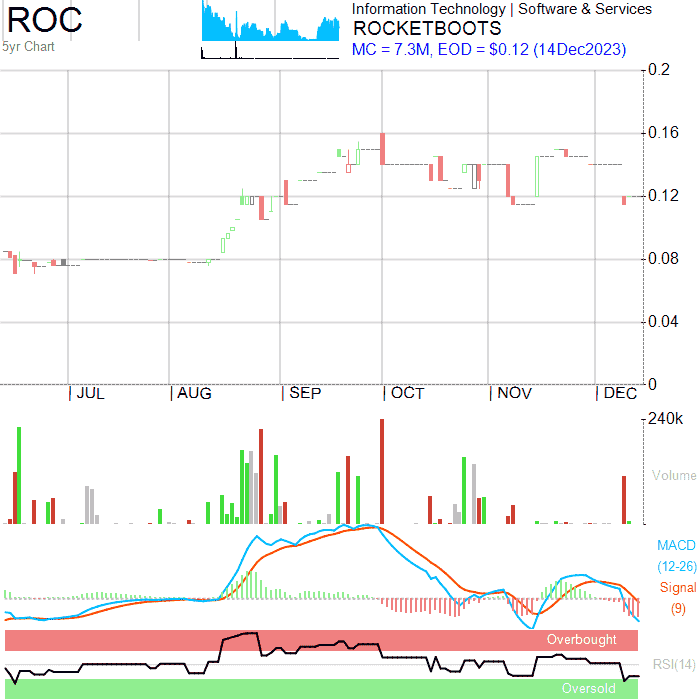 ROC
5yr Chart
Information Technology | Software & Services
ROCKETBOOTS
MC = 7.3M, EOD = $0.12 (14Dec2023)
0.2
0.16
0.12
0.08
0.04
0
JUL AUG SEP OCT NOV DEC
240k
Volume
MACD
(12-26)
Signal
(9)
Overbought
RSI(14)
Oversold